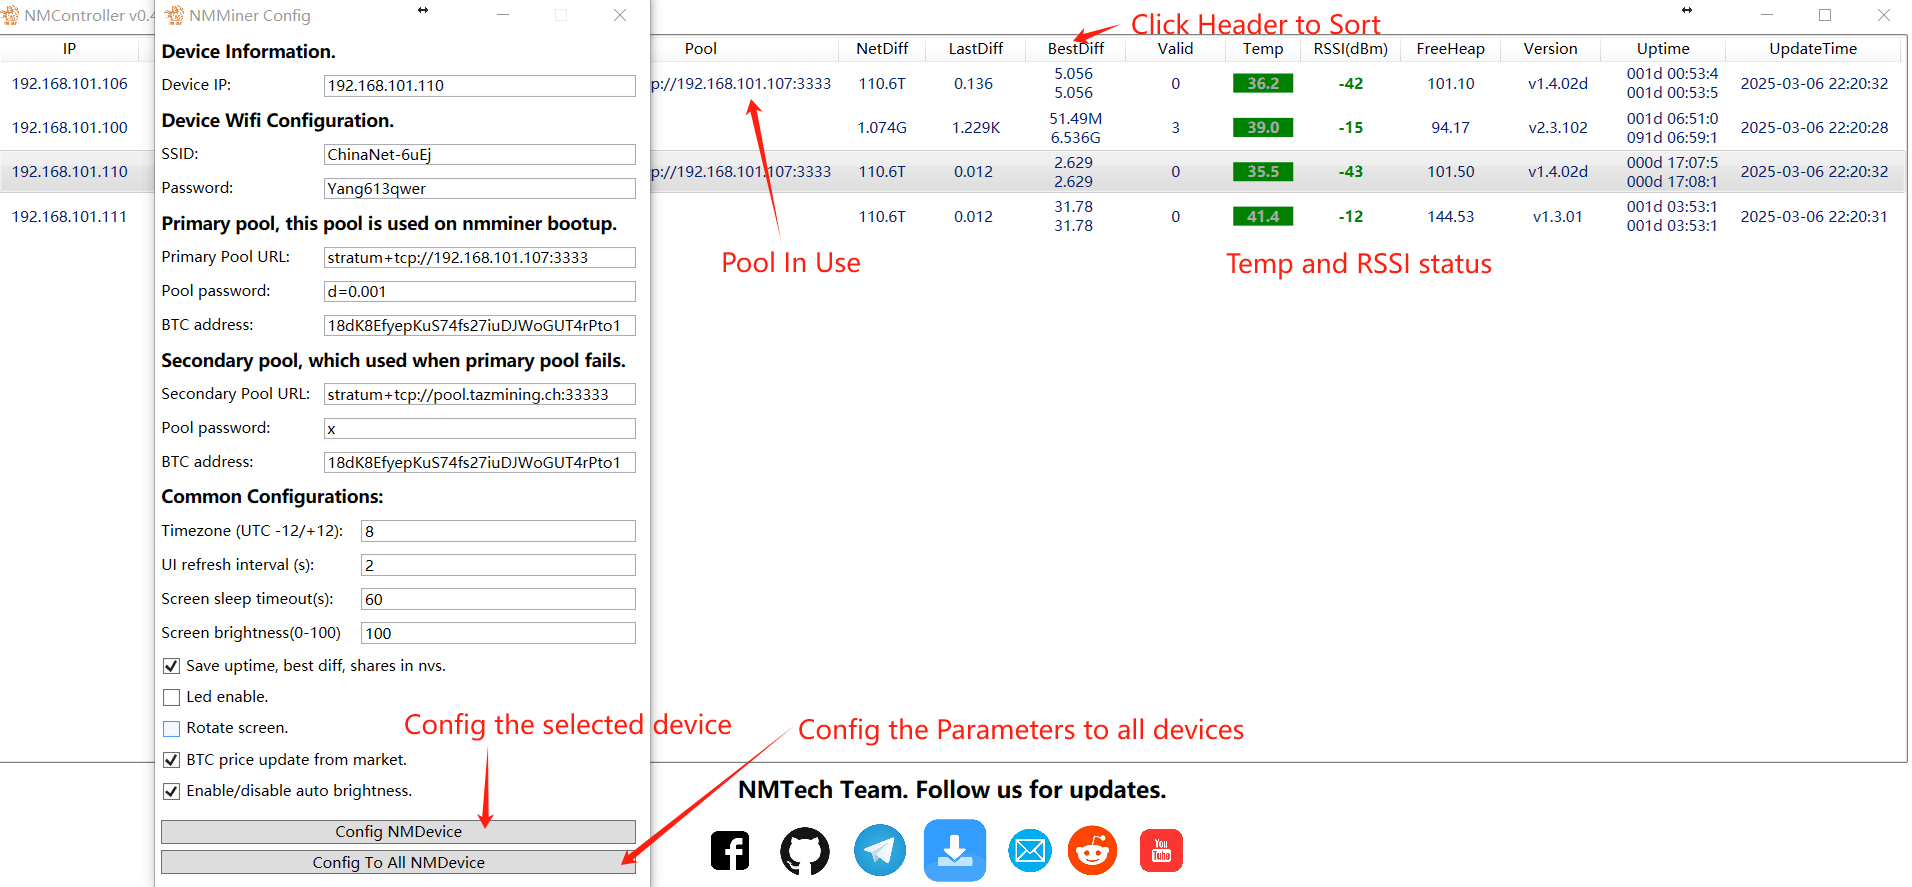 NMController v0.4
NMMiner Config
Click Header to Sort
IP
Pool
NetDiff
LastDiff
BestDiff
Valid
Temp
RSSI(dBm)
FreeHeap
Version
Uptime
UpdateTime
192.168.101.106
p://192.168.101.107:3333
110.6T
0.136
5.056
5.056
0
36.2
-42
101.10
v1.4.02d
001d 00:53:4
001d 00:53:5
2025-03-06 22:20:32
192.168.101.100
1.074G
1.229K
51.49M
6.536G
3
39.0
-15
94.17
v2.3.102
001d 06:51:0
091d 06:59:1
2025-03-06 22:20:28
192.168.101.110
p://192.168.101.107:3333
110.6T
0.012
2.629
2.629
0
35.5
-43
101.50
v1.4.02d
000d 17:07:5
000d 17:08:1
2025-03-06 22:20:32
192.168.101.111
110.6T
0.012
31.78
31.78
0
41.4
-12
144.53
v1.3.01
001d 03:53:1
001d 03:53:1
2025-03-06 22:20:31
Pool In Use
Temp and RSSI status
Device Information.
Device IP: 192.168.101.110
Device Wifi Configuration.
SSID: ChinaNet-6uEj
Password: Yang613qwer
Primary pool, this pool is used on nmminer bootup.
Primary Pool URL: stratum+tcp://192.168.101.107:3333
Pool password: d=0.001
BTC address: 18dK8EfyepKuS74fs27iuDJWoGUT4rPto1
Secondary pool, which used when primary pool fails.
Secondary Pool URL: stratum+tcp://pool.tazmining.ch:33333
Pool password: x
BTC address: 18dK8EfyepKuS74fs27iuDJWoGUT4rPto1
Common Configurations:
Timezone (UTC -12/+12): 8
UI refresh interval (s): 2
Screen sleep timeout(s): 60
Screen brightness(0-100) 100
Save uptime, best diff, shares in nvs.
Led enable.
Rotate screen.
BTC price update from market.
Enable/disable auto brightness.
Config the selected device
Config the Parameters to all devices
Config NMDevice
Config To All NMDevice
NMTech Team. Follow us for updates.
You
Tube